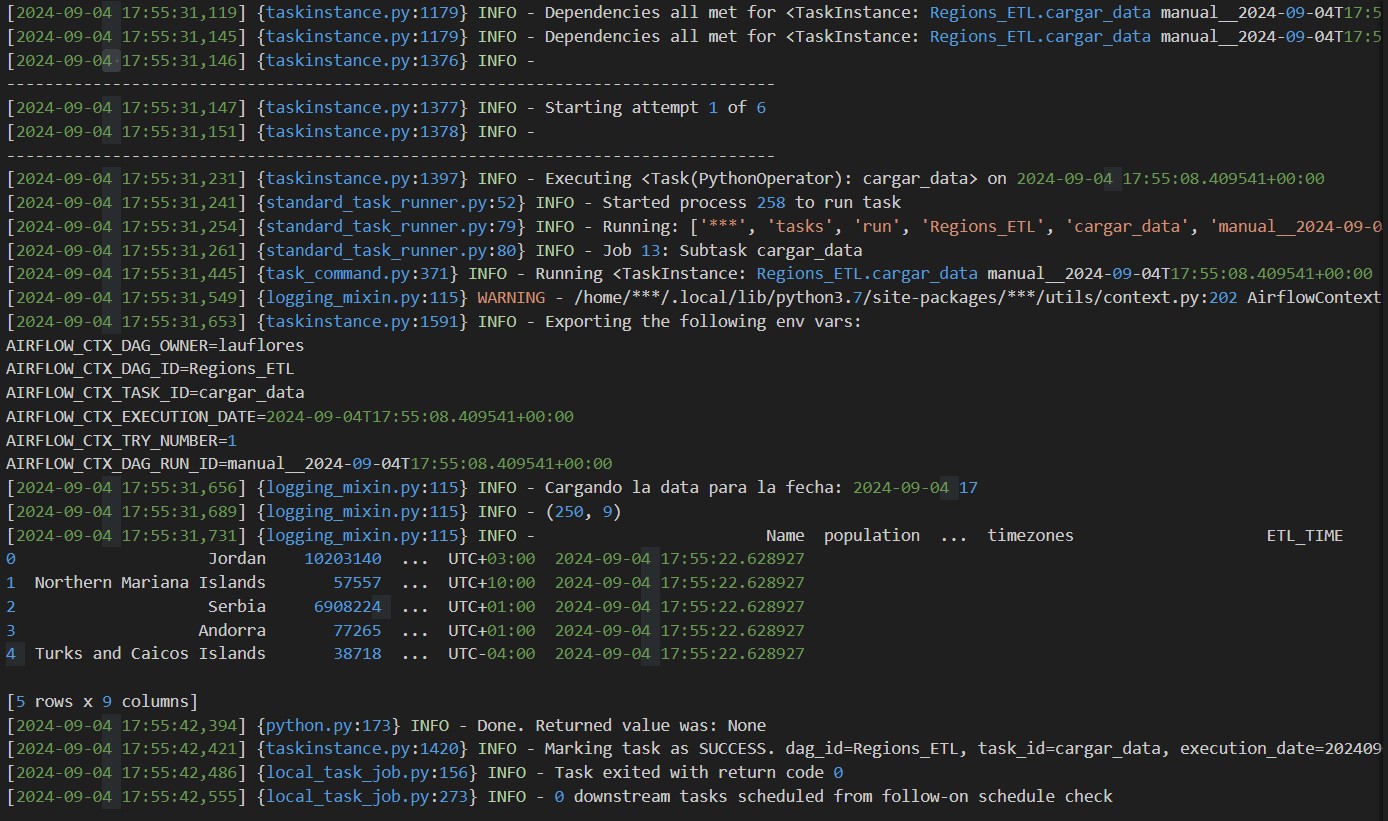 [2024-09-04 17:55:31,119] {taskinstance.py:1179} INFO - Dependencies all met for <TaskInstance: Regions_ETL.cargar_data manual__2024-09-04T17:5
[2024-09-04 17:55:31,145] {taskinstance.py:1179} INFO - Dependencies all met for <TaskInstance: Regions_ETL.cargar_data manual__2024-09-04T17:5
[2024-09-04 17:55:31,146] {taskinstance.py:1376} INFO -
--------------------------------------------------------------------------------
[2024-09-04 17:55:31,147] {taskinstance.py:1377} INFO - Starting attempt 1 of 6
[2024-09-04 17:55:31,151] {taskinstance.py:1378} INFO -
--------------------------------------------------------------------------------
[2024-09-04 17:55:31,231] {taskinstance.py:1397} INFO - Executing <Task(PythonOperator): cargar_data> on 2024-09-04 17:55:08.409541+00:00
[2024-09-04 17:55:31,241] {standard_task_runner.py:52} INFO - Started process 258 to run task
[2024-09-04 17:55:31,254] {standard_task_runner.py:79} INFO - Running: ['***', 'tasks', 'run', 'Regions_ETL', 'cargar_data', 'manual__2024-09-0
[2024-09-04 17:55:31,261] {standard_task_runner.py:80} INFO - Job 13: Subtask cargar_data
[2024-09-04 17:55:31,445] {task_command.py:371} INFO - Running <TaskInstance: Regions_ETL.cargar_data manual__2024-09-04T17:55:08.409541+00:00
[2024-09-04 17:55:31,549] {logging_mixin.py:115} WARNING - /home/***/.local/lib/python3.7/site-packages/***/utils/context.py:202 AirflowContext
[2024-09-04 17:55:31,653] {taskinstance.py:1591} INFO - Exporting the following env vars:
AIRFLOW_CTX_DAG_OWNER=lauflores
AIRFLOW_CTX_DAG_ID=Regions_ETL
AIRFLOW_CTX_TASK_ID=cargar_data
AIRFLOW_CTX_EXECUTION_DATE=2024-09-04T17:55:08.409541+00:00
AIRFLOW_CTX_TRY_NUMBER=1
AIRFLOW_CTX_DAG_RUN_ID=manual__2024-09-04T17:55:08.409541+00:00
[2024-09-04 17:55:31,656] {logging_mixin.py:115} INFO - Cargando la data para la fecha: 2024-09-04 17
[2024-09-04 17:55:31,689] {logging_mixin.py:115} INFO - (250, 9)
[2024-09-04 17:55:31,731] {logging_mixin.py:115} INFO -                        Name  population  ...  timezones                    ETL_TIME
0                    Jordan    10203140  ...  UTC+03:00  2024-09-04 17:55:22.628927
1  Northern Mariana Islands       57557  ...  UTC+10:00  2024-09-04 17:55:22.628927
2                    Serbia     6908224  ...  UTC+01:00  2024-09-04 17:55:22.628927
3                   Andorra       77265  ...  UTC+01:00  2024-09-04 17:55:22.628927
4  Turks and Caicos Islands       38718  ...  UTC-04:00  2024-09-04 17:55:22.628927
[5 rows x 9 columns]
[2024-09-04 17:55:42,394] {python.py:173} INFO - Done. Returned value was: None
[2024-09-04 17:55:42,421] {taskinstance.py:1420} INFO - Marking task as SUCCESS. dag_id=Regions_ETL, task_id=cargar_data, execution_date=202409
[2024-09-04 17:55:42,486] {local_task_job.py:156} INFO - Task exited with return code 0
[2024-09-04 17:55:42,555] {local_task_job.py:273} INFO - 0 downstream tasks scheduled from follow-on schedule check